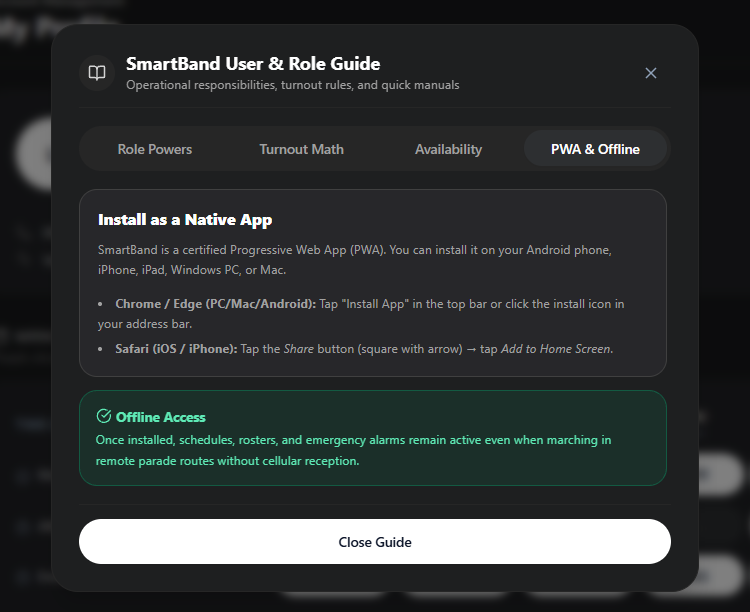 My
SmartBand User & Role Guide
Operational responsibilities, turnout rules, and quick manuals
Role Powers
Turnout Math
Availability
PWA & Offline
Install as a Native App
SmartBand is a certified Progressive Web App (PWA). You can install it on your Android phone,
iPhone, iPad, Windows PC, or Mac.
• Chrome / Edge (PC/Mac/Android): Tap "Install App" in the top bar or click the install icon in
your address bar.
• Safari (iOS / iPhone): Tap the Share button (square with arrow) → tap Add to Home Screen.
Offline Access
Once installed, schedules, rosters, and emergency alarms remain active even when marching in
remote parade routes without cellular reception.
Close Guide